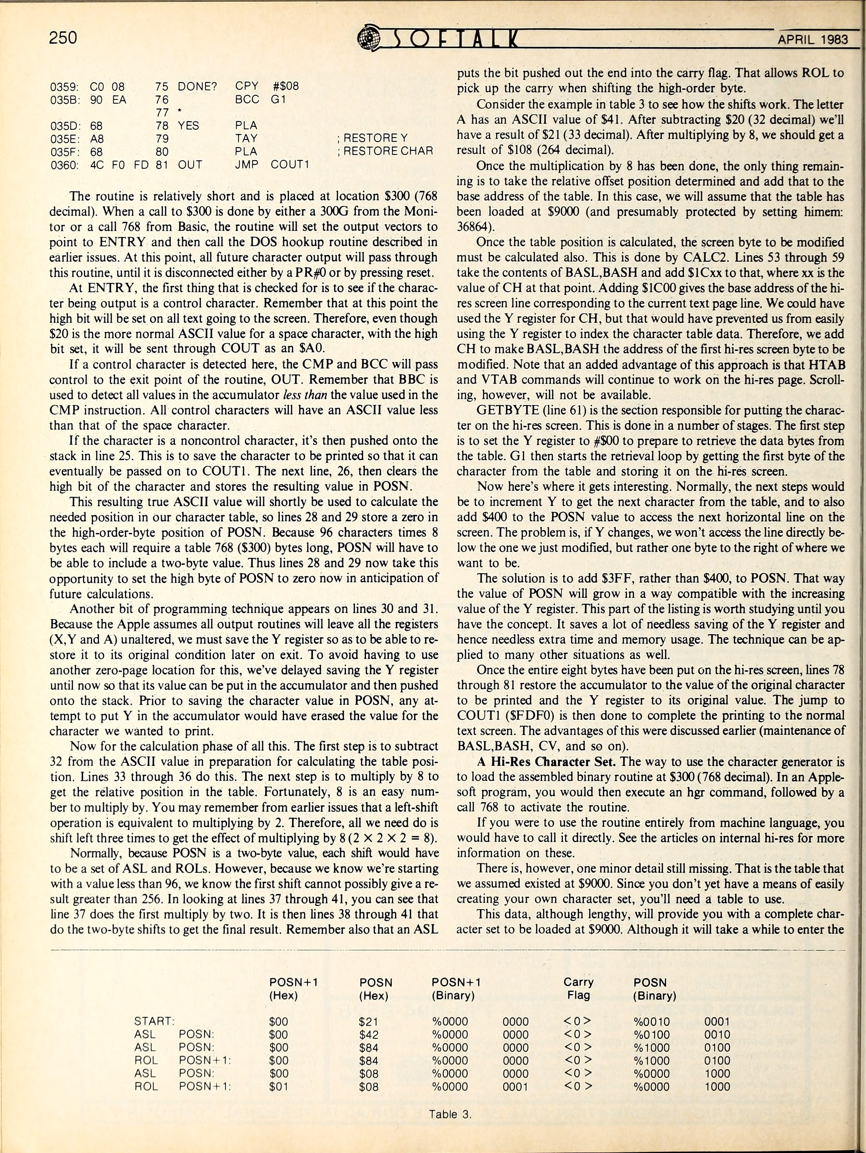 250
SOFTALK
APRIL 1983
0359: C0 08 75 DONE? CPY #$08
035B: 90 EA 76 BCC G1
77 *
035D: 68 78 YES PLA
035E: A8 79 TAY ; RESTORE Y
035F: 68 80 PLA ; RESTORE CHAR
0360: 4C F0 FD 81 OUT JMP COUT1
The routine is relatively short and is placed at location $300 (768
decimal). When a call to $300 is done by either a 300G from the Moni-
tor or a call 768 from Basic, the routine will set the output vectors to
point to ENTRY and then call the DOS hookup routine described in
earlier issues. At this point, all future character output will pass through
this routine, until it is disconnected either by a PR#0 or by pressing reset.
At ENTRY, the first thing that is checked for is to see if the charac-
ter being output is a control character. Remember that at this point the
high bit will be set on all text going to the screen. Therefore, even though
$20 is the more normal ASCII value for a space character, with the high
bit set, it will be sent through COUT as an $A0.
If a control character is detected here, the CMP and BCC will pass
control to the exit point of the routine, OUT. Remember that BBC is
used to detect all values in the accumulator less than the value used in the
CMP instruction. All control characters will have an ASCII value less
than that of the space character.
If the character is a noncontrol character, it's then pushed onto the
stack in line 25. This is to save the character to be printed so that it can
eventually be passed on to COUT1. The next line, 26, then clears the
high bit of the character and stores the resulting value in POSN.
This resulting true ASCII value will shortly be used to calculate the
needed position in our character table, so lines 28 and 29 store a zero in
the high-order-byte position of POSN. Because 96 characters times 8
bytes each will require a table 768 ($300) bytes long, POSN will have to
be able to include a two-byte value. Thus lines 28 and 29 now take this
opportunity to set the high byte of POSN to zero now in anticipation of
future calculations.
Another bit of programming technique appears on lines 30 and 31.
Because the Apple assumes all output routines will leave all the registers
(X,Y and A) unaltered, we must save the Y register so as to be able to re-
store it to its original condition later on exit. To avoid having to use
another zero-page location for this, we've delayed saving the Y register
until now so that its value can be put in the accumulator and then pushed
onto the stack. Prior to saving the character value in POSN, any at-
tempt to put Y in the accumulator would have erased the value for the
character we wanted to print.
Now for the calculation phase of all this. The first step is to subtract
32 from the ASCII value in preparation for calculating the table posi-
tion. Lines 33 through 36 do this. The next step is to multiply by 8 to
get the relative position in the table. Fortunately, 8 is an easy num-
ber to multiply by. You may remember from earlier issues that a left-shift
operation is equivalent to multiplying by 2. Therefore, all we need do is
shift left three times to get the effect of multiplying by 8 (2 × 2 × 2 = 8).
Normally, because POSN is a two-byte value, each shift would have
to be a set of ASL and ROLs. However, because we know we're starting
with a value less than 96, we know the first shift cannot possibly give a re-
sult greater than 256. In looking at lines 37 through 41, you can see that
line 37 does the first multiply by two. It is then lines 38 through 41 that
do the two-byte shifts to get the final result. Remember also that an ASL
puts the bit pushed out the end into the carry flag. That allows ROL to
pick up the carry when shifting the high-order byte.
Consider the example in table 3 to see how the shifts work. The letter
A has an ASCII value of $41. After subtracting $20 (32 decimal) we'll
have a result of $21 (33 decimal). After multiplying by 8, we should get a
result of $108 (264 decimal).
Once the multiplication by 8 has been done, the only thing remain-
ing is to take the relative offset position determined and add that to the
base address of the table. In this case, we will assume that the table has
been loaded at $9000 (and presumably protected by setting himem:
36864).
Once the table position is calculated, the screen byte to be modified
must be calculated also. This is done by CALC2. Lines 53 through 59
take the contents of BASL,BASH and add $1Cxx to that, where xx is the
value of CH at that point. Adding $1C00 gives the base address of the hi-
res screen line corresponding to the current text page line. We could have
used the Y register for CH, but that would have prevented us from easily
using the Y register to index the character table data. Therefore, we add
CH to make BASL,BASH the address of the first hi-res screen byte to be
modified. Note that an added advantage of this approach is that HTAB
and VTAB commands will continue to work on the hi-res page. Scroll-
ing, however, will not be available.
GETBYTE (line 61) is the section responsible for putting the charac-
ter on the hi-res screen. This is done in a number of stages. The first step
is to set the Y register to #$00 to prepare to retrieve the data bytes from
the table. G1 then starts the retrieval loop by getting the first byte of the
character from the table and storing it on the hi-res screen.
Now here's where it gets interesting. Normally, the next steps would
be to increment Y to get the next character from the table, and to also
add $400 to the POSN value to access the next horizontal line on the
screen. The problem is, if Y changes, we won't access the line directly be-
low the one we just modified, but rather one byte to the right of where we
want to be.
The solution is to add $3FF, rather than $400, to POSN. That way
the value of POSN will grow in a way compatible with the increasing
value of the Y register. This part of the listing is worth studying until you
have the concept. It saves a lot of needless saving of the Y register and
hence needless extra time and memory usage. The technique can be ap-
plied to many other situations as well.
Once the entire eight bytes have been put on the hi-res screen, lines 78
through 81 restore the accumulator to the value of the original character
to be printed and the Y register to its original value. The jump to
COUT1 ($FDF0) is then done to complete the printing to the normal
text screen. The advantages of this were discussed earlier (maintenance of
BASL,BASH, CV, and so on).
A Hi-Res Character Set. The way to use the character generator is
to load the assembled binary routine at $300 (768 decimal). In an Apple-
soft program, you would then execute an hgr command, followed by a
call 768 to activate the routine.
If you were to use the routine entirely from machine language, you
would have to call it directly. See the articles on internal hi-res for more
information on these.
There is, however, one minor detail still missing. That is the table that
we assumed existed at $9000. Since you don't yet have a means of easily
creating your own character set, you'll need a table to use.
This data, although lengthy, will provide you with a complete char-
acter set to be loaded at $9000. Although it will take a while to enter the
POSN+1 POSN POSN+1 Carry POSN
(Hex) (Hex) (Binary) Flag (Binary)
START: $00 $21 %0000 0000 <0> %0010 0001
ASL POSN: $00 $42 %0000 0000 <0> %0100 0010
ASL POSN: $00 $84 %0000 0000 <0> %1000 0100
ROL POSN+1: $00 $84 %0000 0000 <0> %1000 0100
ASL POSN: $00 $08 %0000 0000 <0> %0000 1000
ROL POSN+1: $01 $08 %0000 0001 <0> %0000 1000
Table 3.